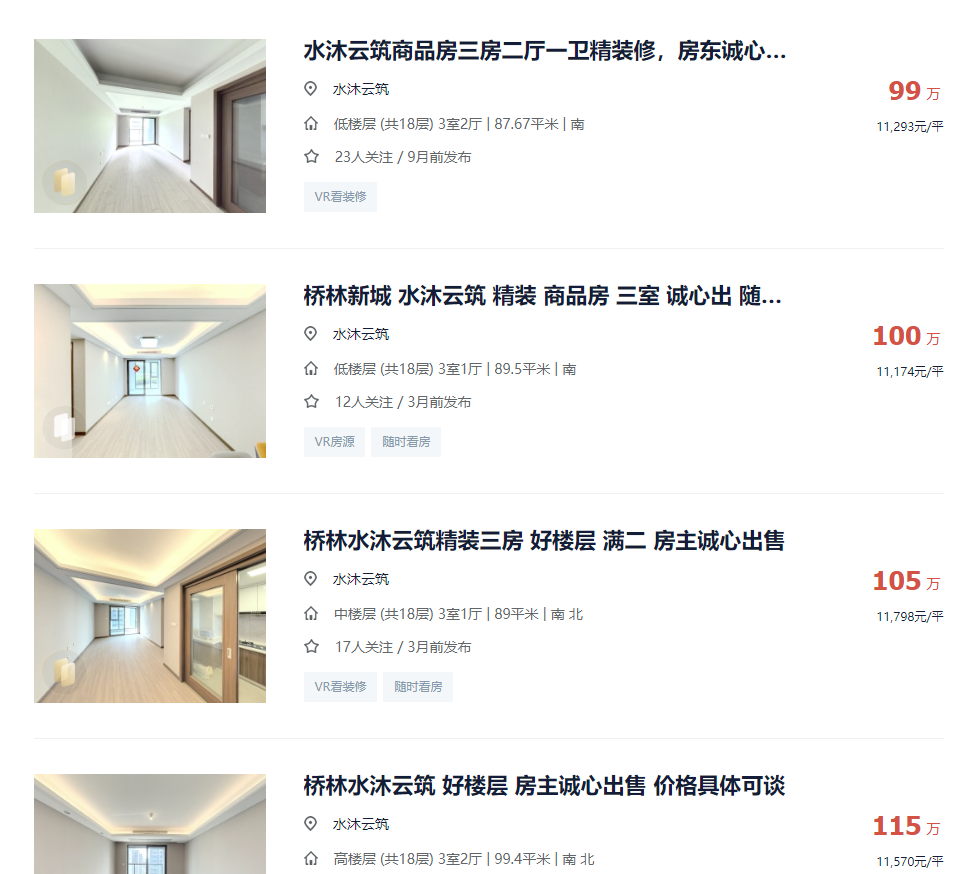 水沐云筑商品房三房二厅一卫精装修，房东诚心...
水沐云筑
99 万
低楼层 (共18层) 3室2厅 | 87.67平米 | 南
11,293元/平
23人关注 / 9月前发布
VR看装修
桥林新城 水沐云筑 精装 商品房 三室 诚心出 随...
水沐云筑
100 万
低楼层 (共18层) 3室1厅 | 89.5平米 | 南
11,174元/平
12人关注 / 3月前发布
VR房源 随时看房
桥林水沐云筑精装三房 好楼层 满二 房主诚心出售
水沐云筑
105 万
中楼层 (共18层) 3室1厅 | 89平米 | 南 北
11,798元/平
17人关注 / 3月前发布
VR看装修 随时看房
桥林水沐云筑 好楼层 房主诚心出售 价格具体可谈
水沐云筑
115 万
高楼层 (共18层) 3室2厅 | 99.4平米 | 南 北
11,570元/平